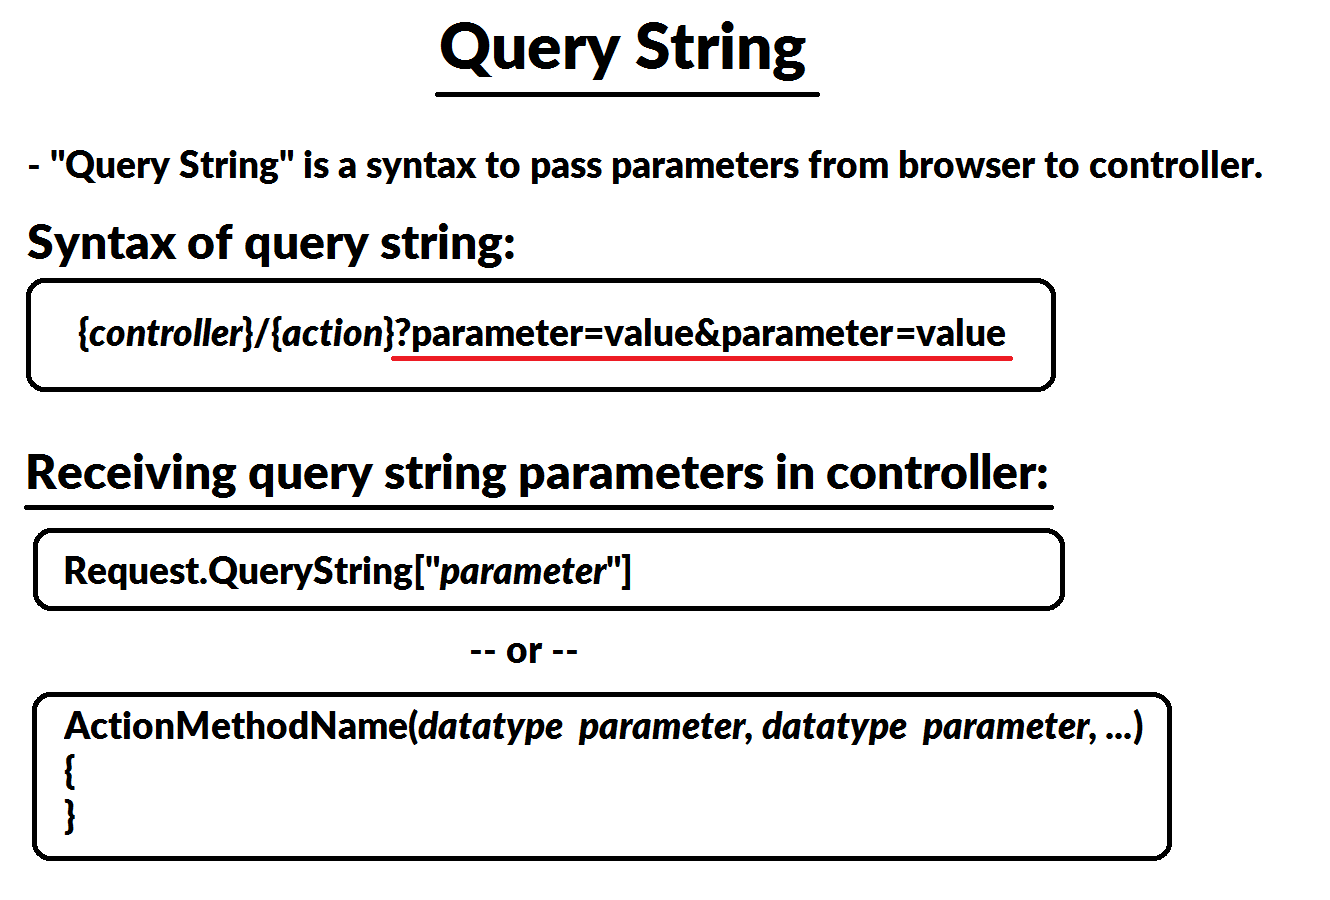 Query String
- "Query String" is a syntax to pass parameters from browser to controller.
Syntax of query string:
{controller}/{action}?parameter=value&parameter=value
Receiving query string parameters in controller:
Request.QueryString["parameter"]
-- or --
ActionMethodName(datatype parameter, datatype parameter, ...)
{
}